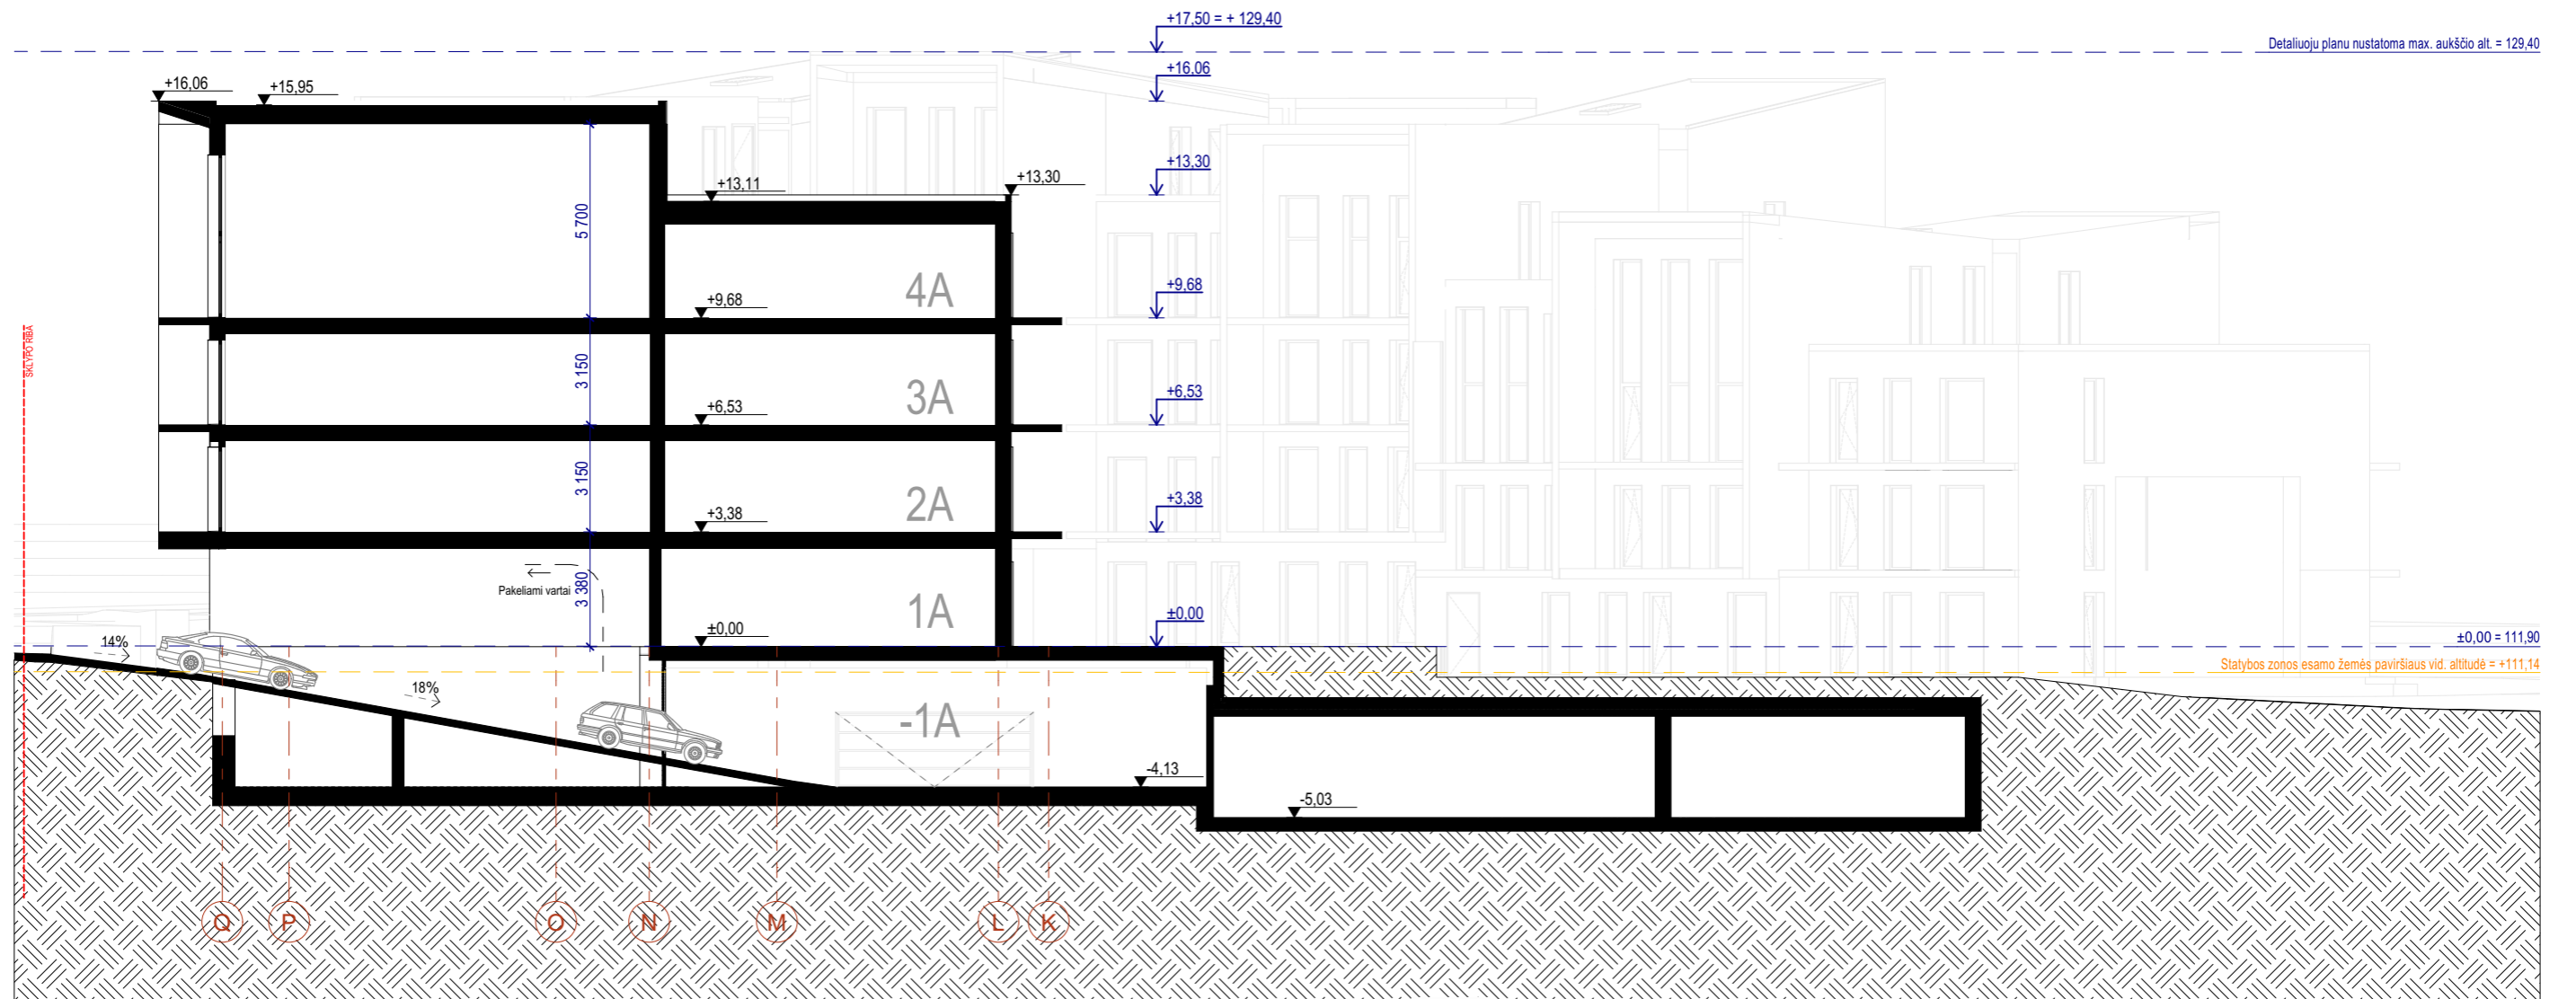 +17,50 = + 129,40
Detaliuoju planu nustatoma max. aukščio alt. = 129,40
+16,06
+16,06
+15,95
+13,30
+13,30
+13,11
5 700
4A
+9,68
+9,68
SKLYPO RIBA
3 150
3A
+6,53
+6,53
3 150
2A
+3,38
+3,38
Pakeliami vartai
3 380
1A
±0,00
±0,00
±0,00 = 111,90
14%
Statybos zonos esamo žemės paviršiaus vid. altitudė = +111,14
18%
-1A
-4,13
-5,03
Q
P
O
N
M
L
K